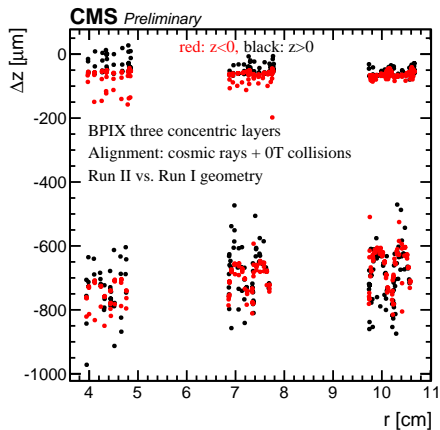 CMS Preliminary
Δz [μm]
red: z<0, black: z>0
BPIX three concentric layers
Alignment: cosmic rays + 0T collisions
Run II vs. Run I geometry
0
-200
-400
-600
-800
-1000
4 5 6 7 8 9 10 11
r [cm]